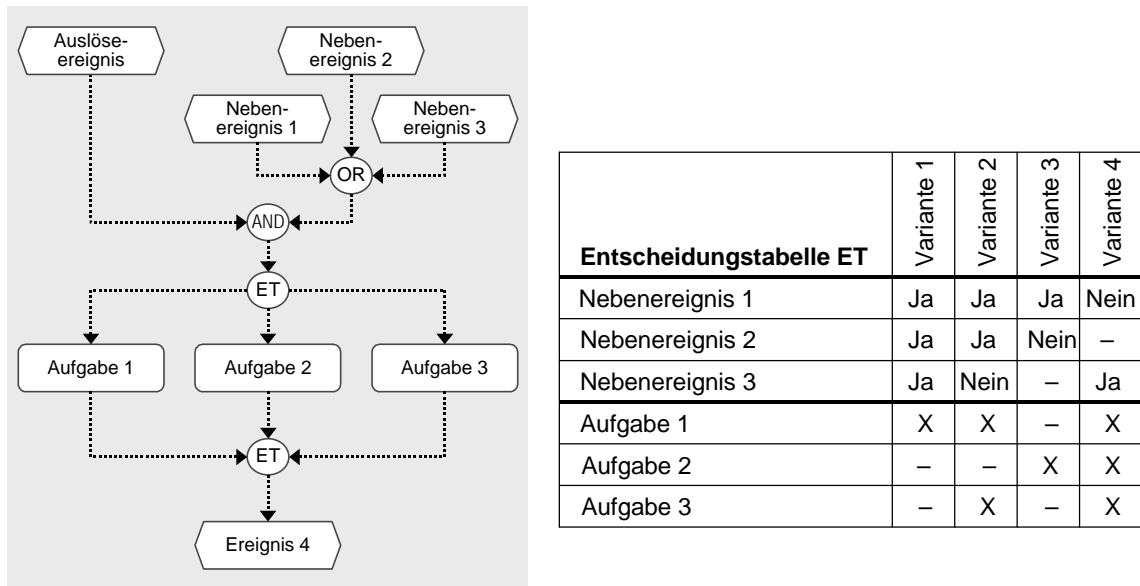 Auslöse-
ereignis
Neben-
ereignis 2
Neben-
ereignis 1
Neben-
ereignis 3
OR
AND
ET
Aufgabe 1
Aufgabe 2
Aufgabe 3
ET
Ereignis 4
Entscheidungstabelle ET Variante 1 Variante 2 Variante 3 Variante 4
Nebenereignis 1 Ja Ja Ja Nein
Nebenereignis 2 Ja Ja Nein –
Nebenereignis 3 Ja Nein – Ja
Aufgabe 1 X X – X
Aufgabe 2 – – X X
Aufgabe 3 – X – X